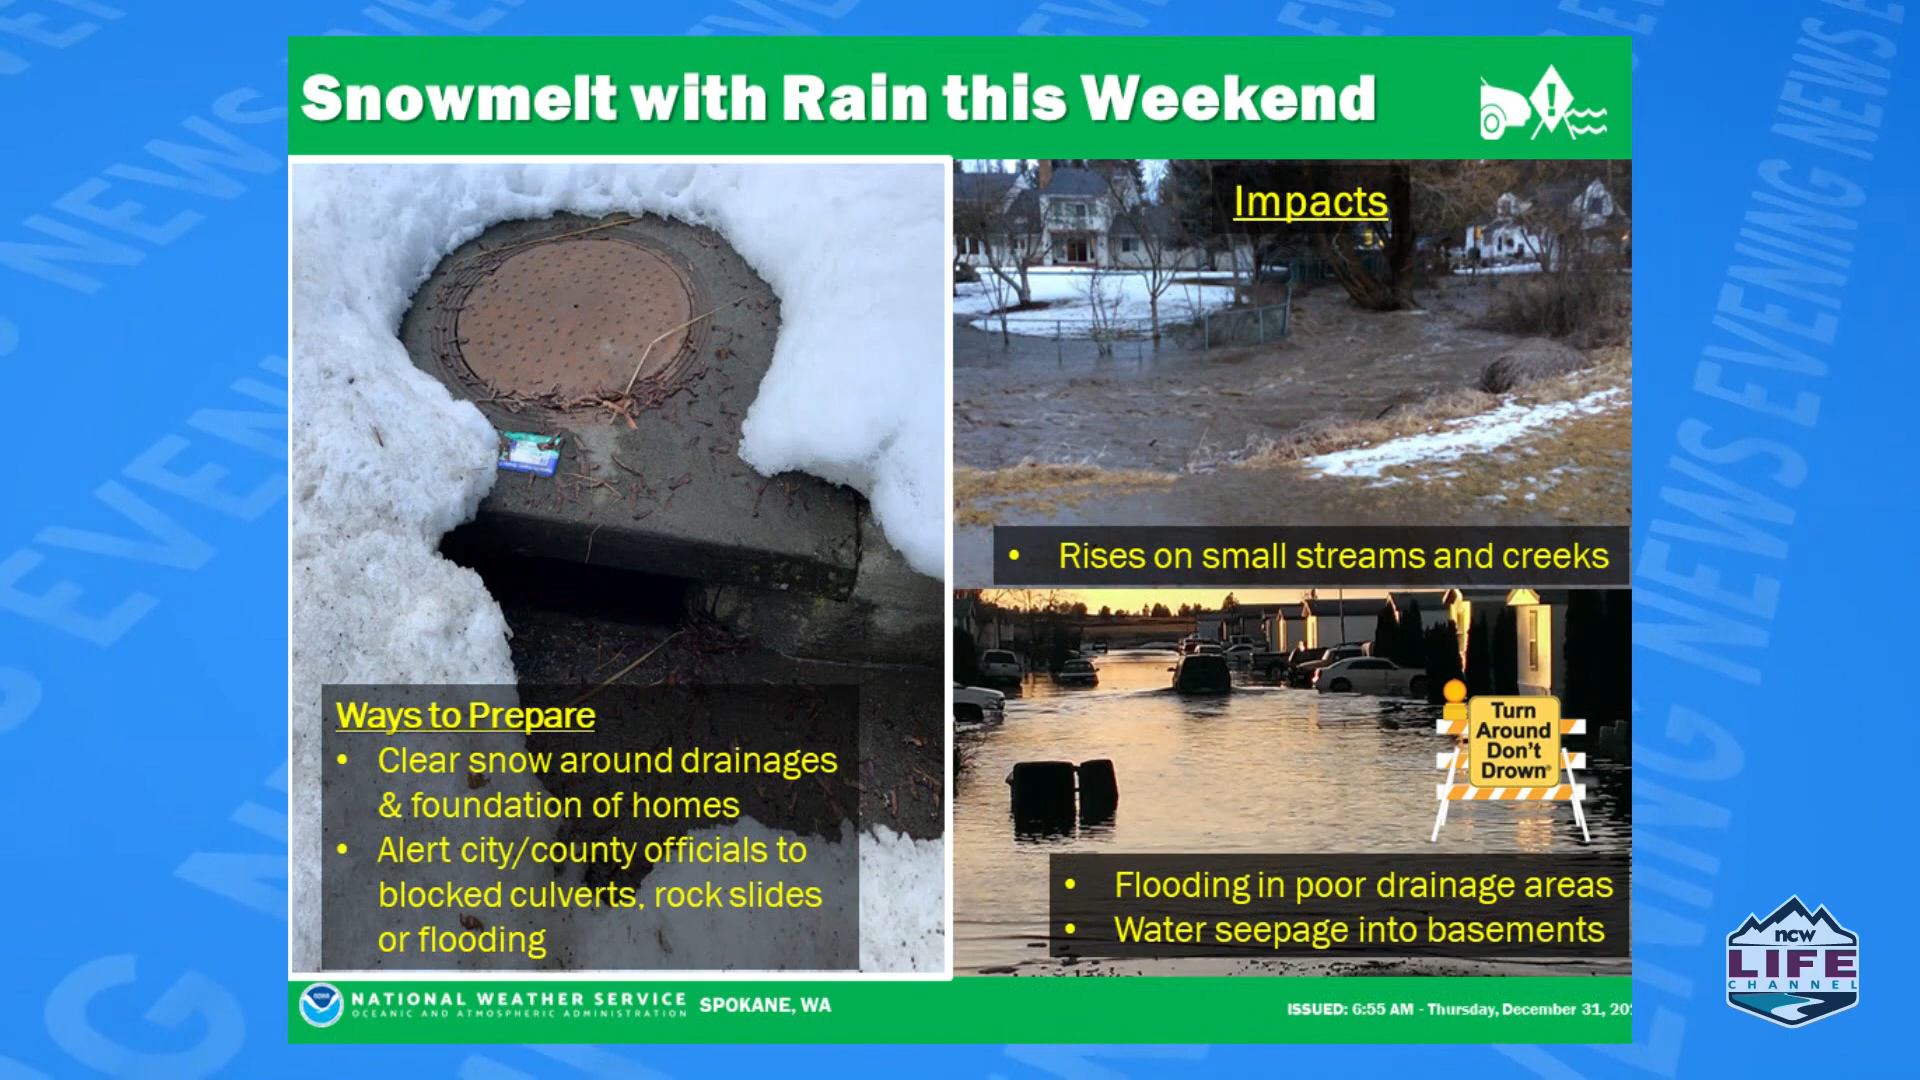 Snowmelt with Rain this Weekend
Impacts
• Rises on small streams and creeks
Ways to Prepare
• Clear snow around drainages
& foundation of homes
• Alert city/county officials to
blocked culverts, rock slides
or flooding
Turn
Around
Don't
Drown®
• Flooding in poor drainage areas
• Water seepage into basements
NATIONAL WEATHER SERVICE
OCEANIC AND ATMOSPHERIC ADMINISTRATION
SPOKANE, WA
ISSUED: 6:55 AM - Thursday, December 31, 20
ncw
LIFE
CHANNEL
EVENING NEWS